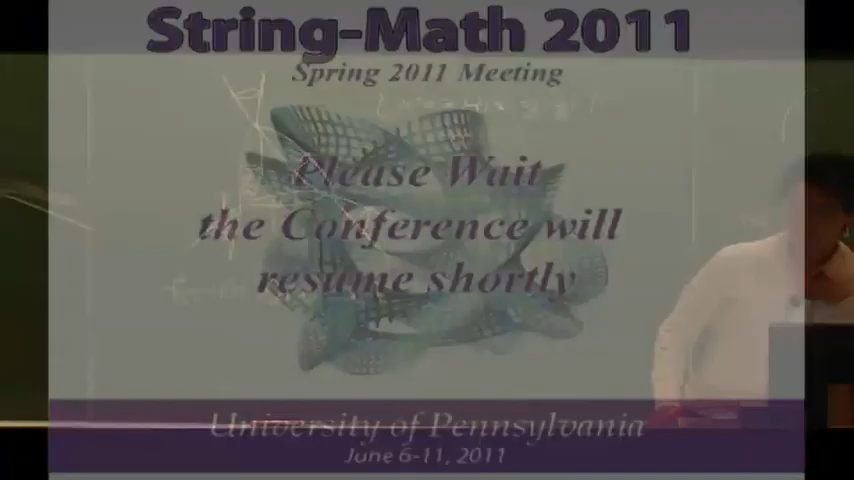 String-Math 2011
Spring 2011 Meeting
Please Wait
the Conference will
resume shortly
University of Pennsylvania
June 6-11, 2011